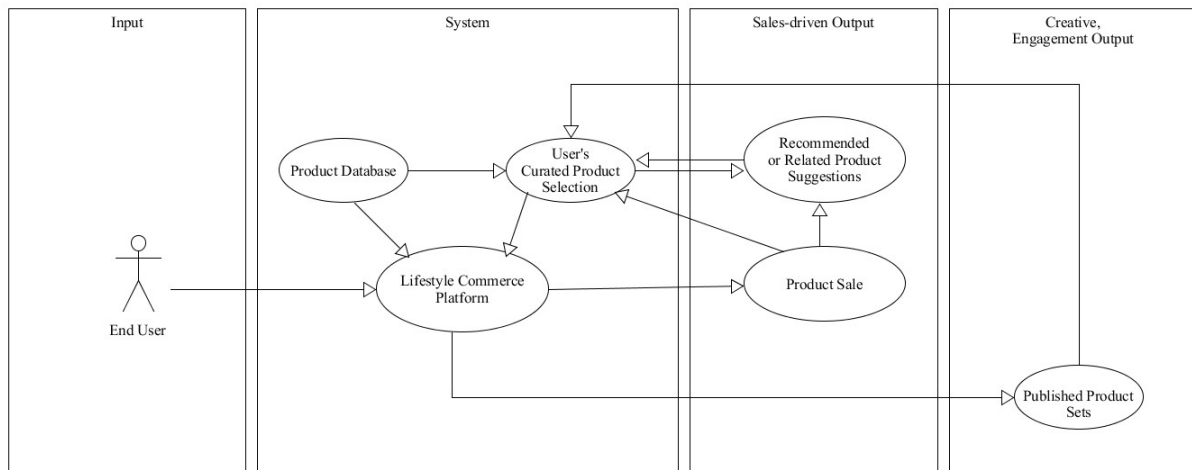 Input
System
Sales-driven Output
Creative,
Engagement Output
Product Database
User's
Curated Product
Selection
Recommended
or Related Product
Suggestions
End User
Lifestyle Commerce
Platform
Product Sale
Published Product
Sets